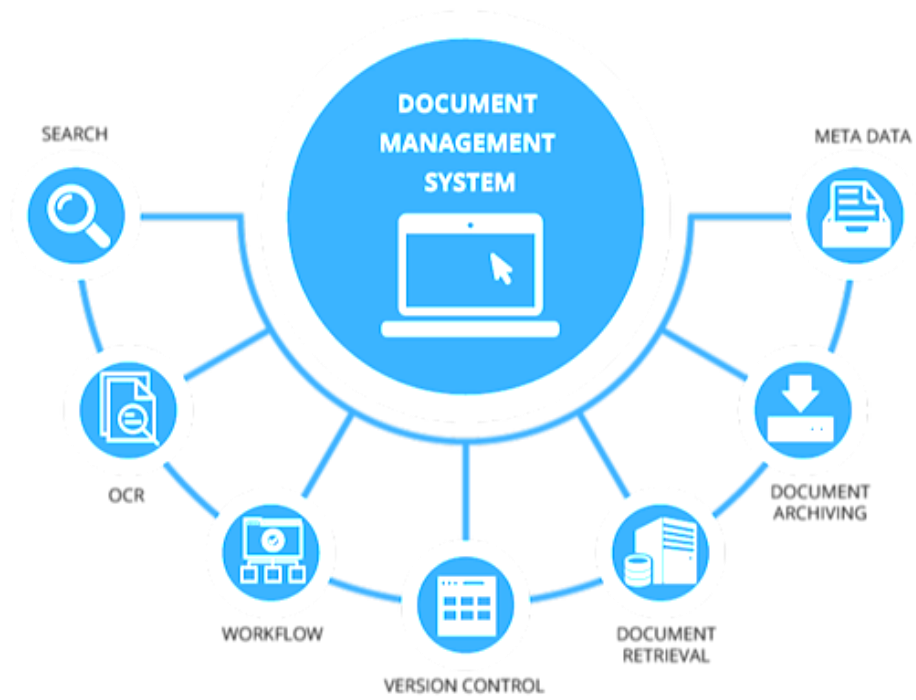 DOCUMENT
MANAGEMENT
SYSTEM
SEARCH
META DATA
OCR
DOCUMENT
ARCHIVING
WORKFLOW
DOCUMENT
RETRIEVAL
VERSION CONTROL